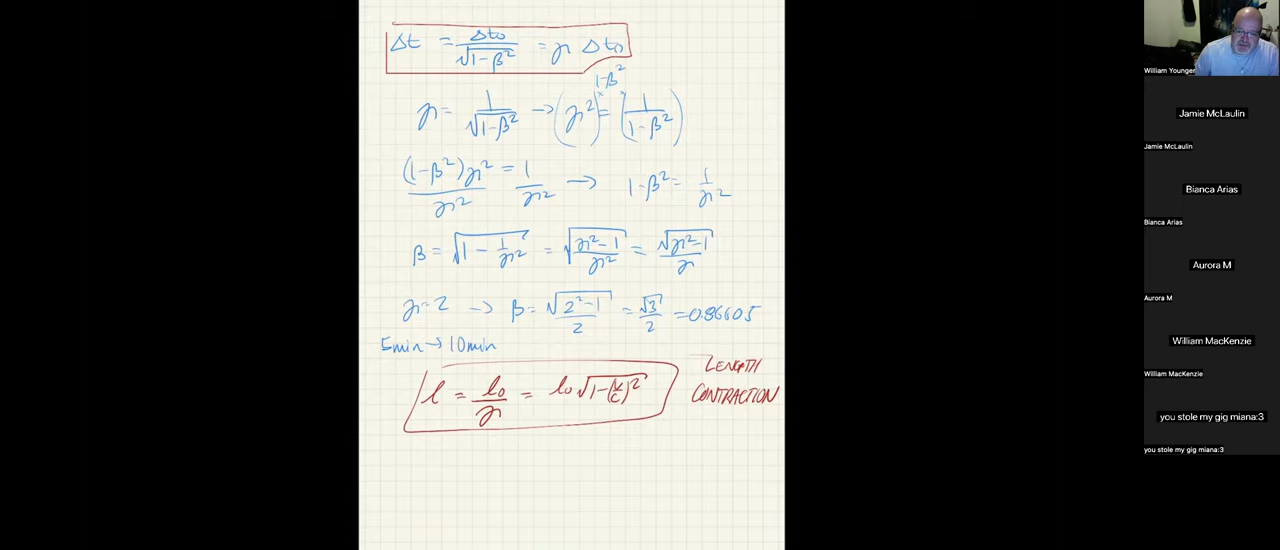 Δt = Δt₀/√(1-β²) = γ Δt₀
1-β²
γ = 1/√(1-β²) → (γ²) = (1/(1-β²))
(1-β²)γ²/γ² = 1/γ² → 1-β² = 1/γ²
β = √(1 - 1/γ²) = √((γ²-1)/γ²) = √(γ²-1)/γ
γ=2 → β = √(2²-1)/2 = √3/2 = 0.86605
5min → 10min
l = l₀/γ = l₀√(1-(v/c)²)
LENGTH
CONTRACTION
William Younger
Jamie McLaulin
Jamie McLaulin
Bianca Arias
Bianca Arias
Aurora M
Aurora M
William MacKenzie
William MacKenzie
you stole my gig miana:3
you stole my gig miana:3